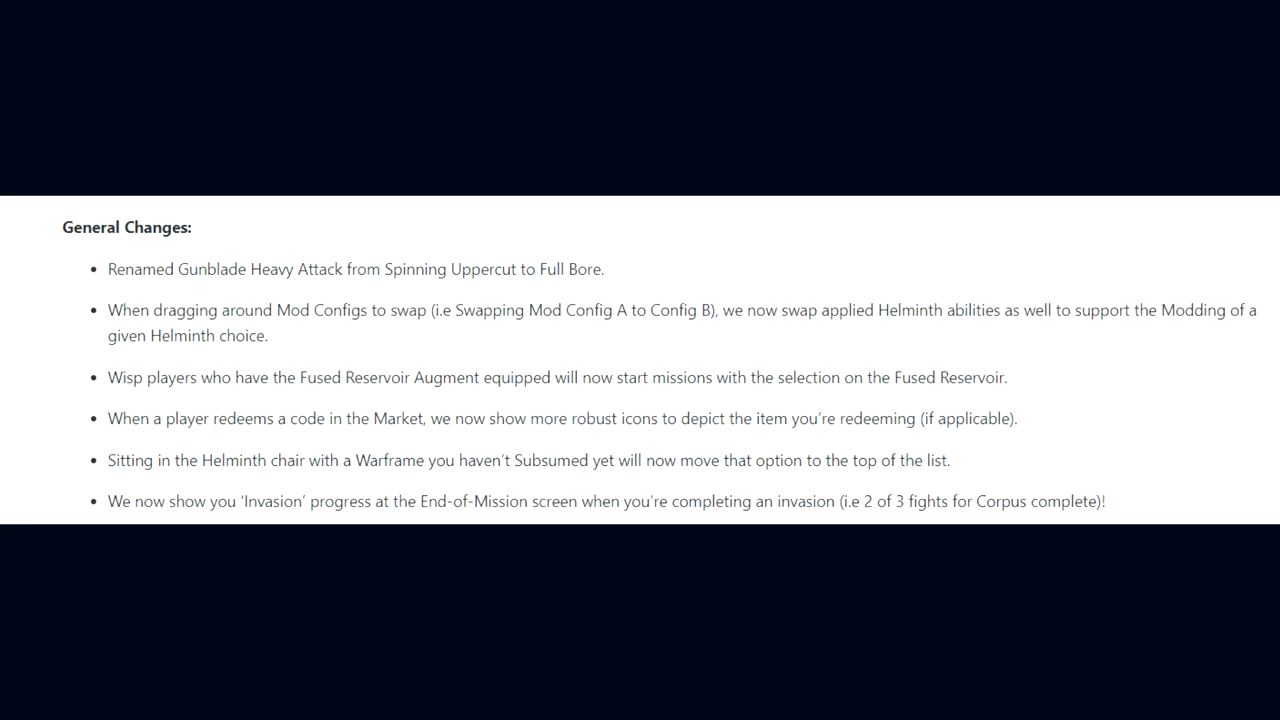 General Changes:
• Renamed Gunblade Heavy Attack from Spinning Uppercut to Full Bore.
• When dragging around Mod Configs to swap (i.e Swapping Mod Config A to Config B), we now swap applied Helminth abilities as well to support the Modding of a
given Helminth choice.
• Wisp players who have the Fused Reservoir Augment equipped will now start missions with the selection on the Fused Reservoir.
• When a player redeems a code in the Market, we now show more robust icons to depict the item you’re redeeming (if applicable).
• Sitting in the Helminth chair with a Warframe you haven’t Subsumed yet will now move that option to the top of the list.
• We now show you ‘Invasion’ progress at the End-of-Mission screen when you’re completing an invasion (i.e 2 of 3 fights for Corpus complete)!